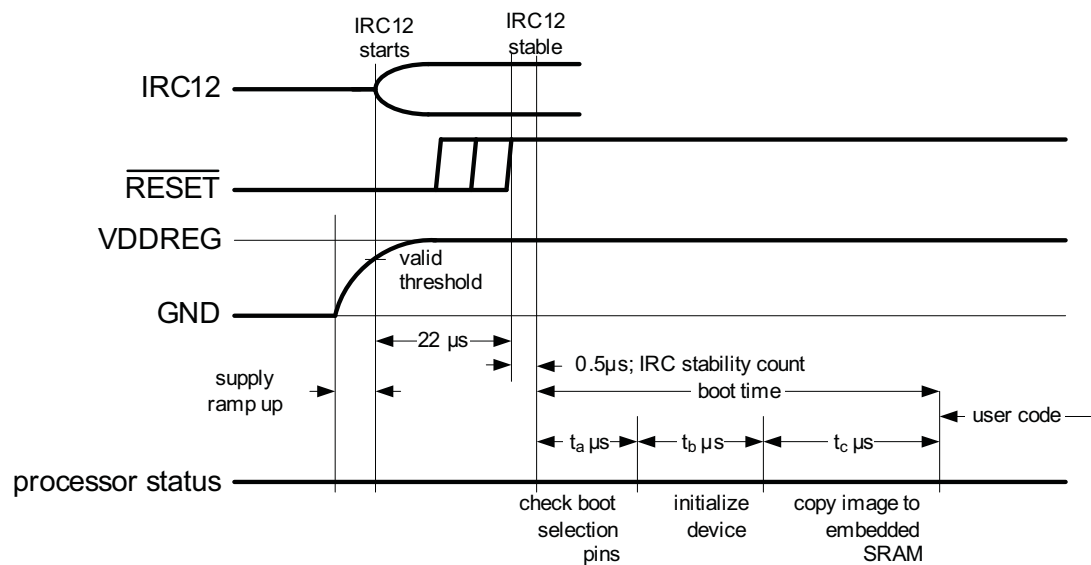 IRC12
starts
IRC12
stable
IRC12
RESET
VDDREG
valid
threshold
GND
22 µs
0.5µs; IRC stability count
supply
ramp up
boot time
user code
ta µs
tb µs
tc µs
processor status
check boot
selection
pins
initialize
device
copy image to
embedded
SRAM